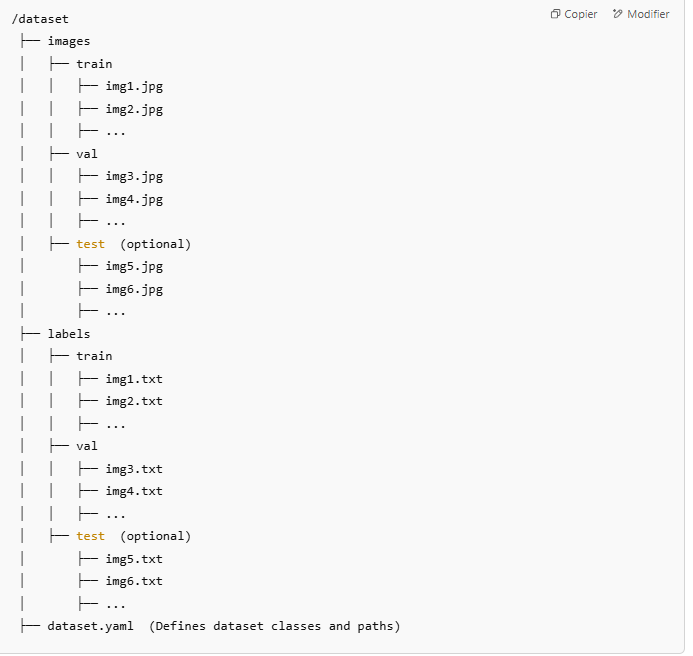 /dataset
Copier
Modifier
├── images
│   ├── train
│   │   ├── img1.jpg
│   │   ├── img2.jpg
│   │   ├── ...
│   ├── val
│   │   ├── img3.jpg
│   │   ├── img4.jpg
│   │   ├── ...
│   ├── test  (optional)
│       ├── img5.jpg
│       ├── img6.jpg
│       ├── ...
├── labels
│   ├── train
│   │   ├── img1.txt
│   │   ├── img2.txt
│   │   ├── ...
│   ├── val
│   │   ├── img3.txt
│   │   ├── img4.txt
│   │   ├── ...
│   ├── test  (optional)
│       ├── img5.txt
│       ├── img6.txt
│       ├── ...
├── dataset.yaml  (Defines dataset classes and paths)